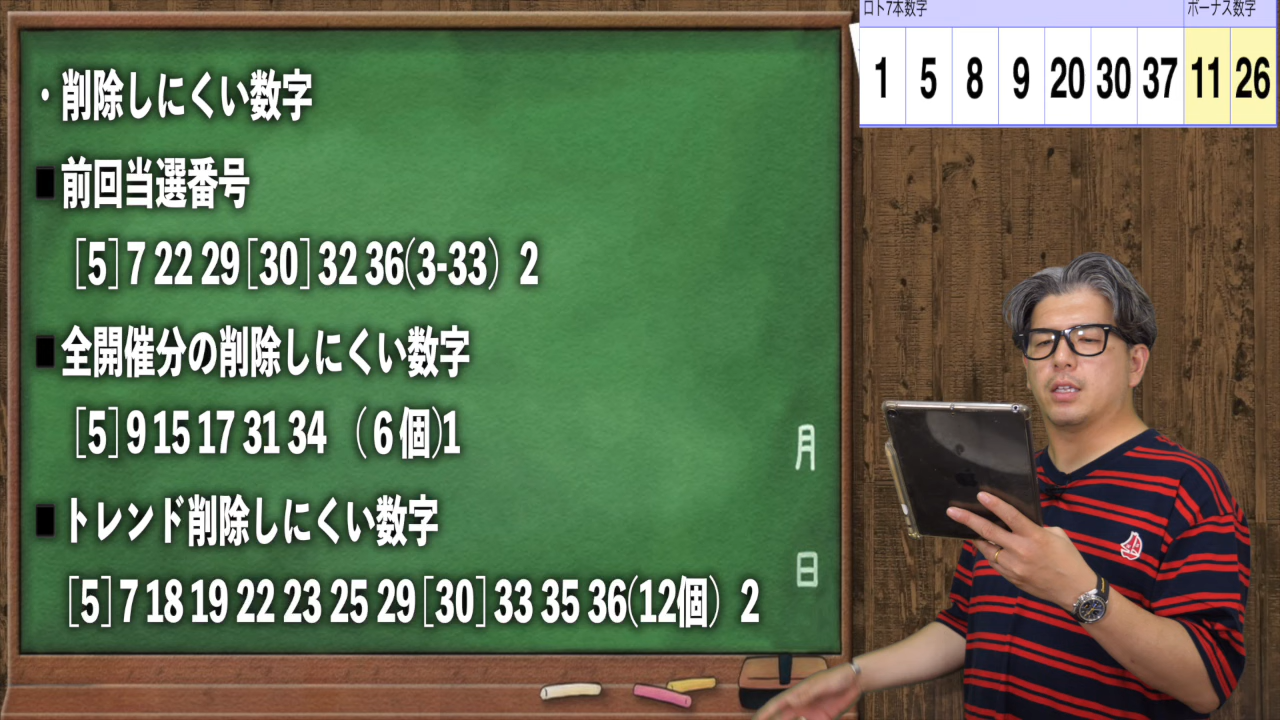 ・削除しにくい数字
■前回当選番号
[5] 7 22 29 [30] 32 36(3-33) 2
■全開催分の削除しにくい数字
[5] 9 15 17 31 34 (6個)1
■トレンド削除しにくい数字
[5] 7 18 19 22 23 25 29 [30] 33 35 36(12個) 2
月
日
ロト7本数字 ボーナス数字
1 5 8 9 20 30 37 11 26